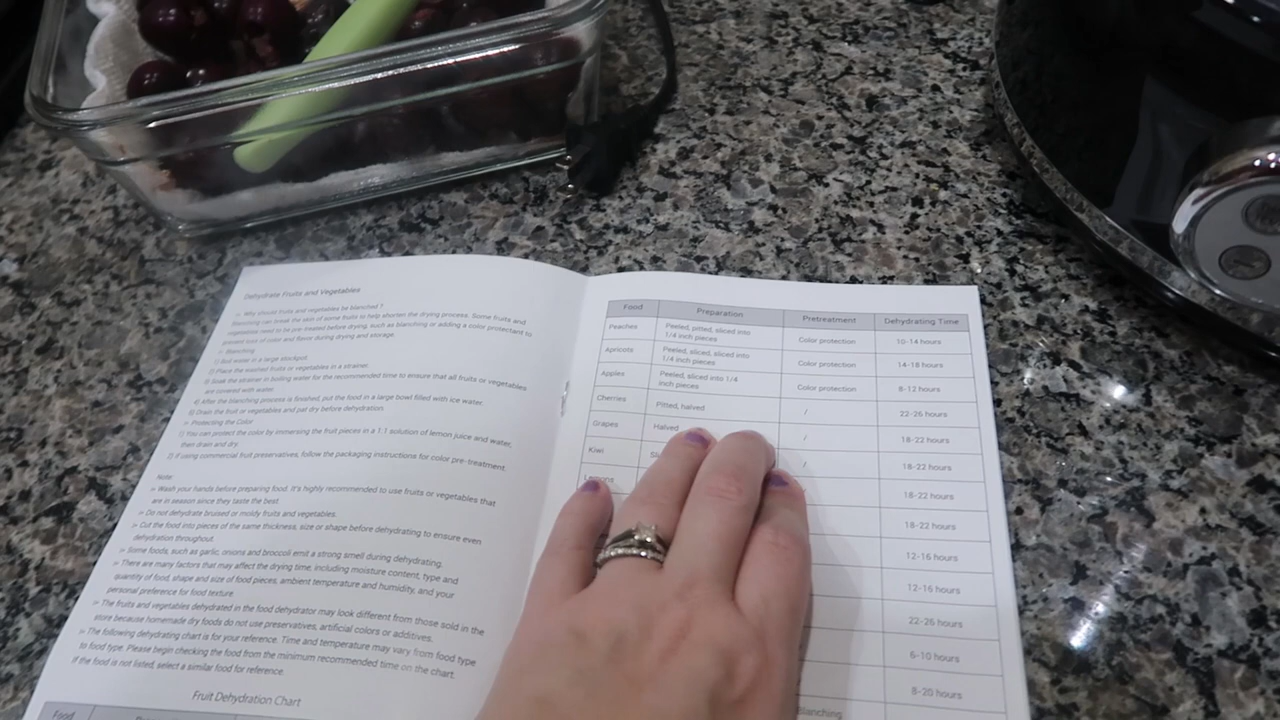 Dehydrate Fruits and Vegetables
> Why should fruits and vegetables be blanched ?
Blanching can break the skin of some fruits to help shorten the drying process. Some fruits and
vegetables need to be pre-treated before drying, such as blanching or adding a color protectant to
prevent loss of color and flavor during drying and storage.
> Blanching
1) Boil water in a large stockpot.
2) Place the washed fruits or vegetables in a strainer.
3) Soak the strainer in boiling water for the recommended time to ensure that all fruits or vegetables
are covered with water.
4) After the blanching process is finished, put the food in a large bowl filled with ice water.
5) Drain the fruit or vegetables and pat dry before dehydration.
> Protecting the Color
1) You can protect the color by immersing the fruit pieces in a 1:1 solution of lemon juice and water,
then drain and dry.
2) If using commercial fruit preservatives, follow the packaging instructions for color pre-treatment.
Note:
> Wash your hands before preparing food. It's highly recommended to use fruits or vegetables that
are in season since they taste the best.
> Do not dehydrate bruised or moldy fruits and vegetables.
> Cut the food into pieces of the same thickness, size or shape before dehydrating to ensure even
dehydration throughout.
> Some foods, such as garlic, onions and broccoli emit a strong smell during dehydrating.
> There are many factors that may affect the drying time, including moisture content, type and
quantity of food, shape and size of food pieces, ambient temperature and humidity, and your
personal preference for food texture.
> The fruits and vegetables dehydrated in the food dehydrator may look different from those sold in the
store because homemade dry foods do not use preservatives, artificial colors or additives.
> The following dehydrating chart is for your reference. Time and temperature may vary from food type
to food type. Please begin checking the food from the minimum recommended time on the chart.
If the food is not listed, select a similar food for reference.
Fruit Dehydration Chart
Food
Food Preparation Pretreatment Dehydrating Time
Peaches Peeled, pitted, sliced into
1/4 inch pieces Color protection 10-14 hours
Apricots Peeled, sliced, sliced into
1/4 inch pieces Color protection 14-18 hours
Apples Peeled, sliced into 1/4
inch pieces Color protection 8-12 hours
Cherries Pitted, halved / 22-26 hours
Grapes Halved / 18-22 hours
Kiwi / 18-22 hours
Lemons 18-22 hours
18-22 hours
12-16 hours
12-16 hours
22-26 hours
6-10 hours
8-20 hours
Blanching